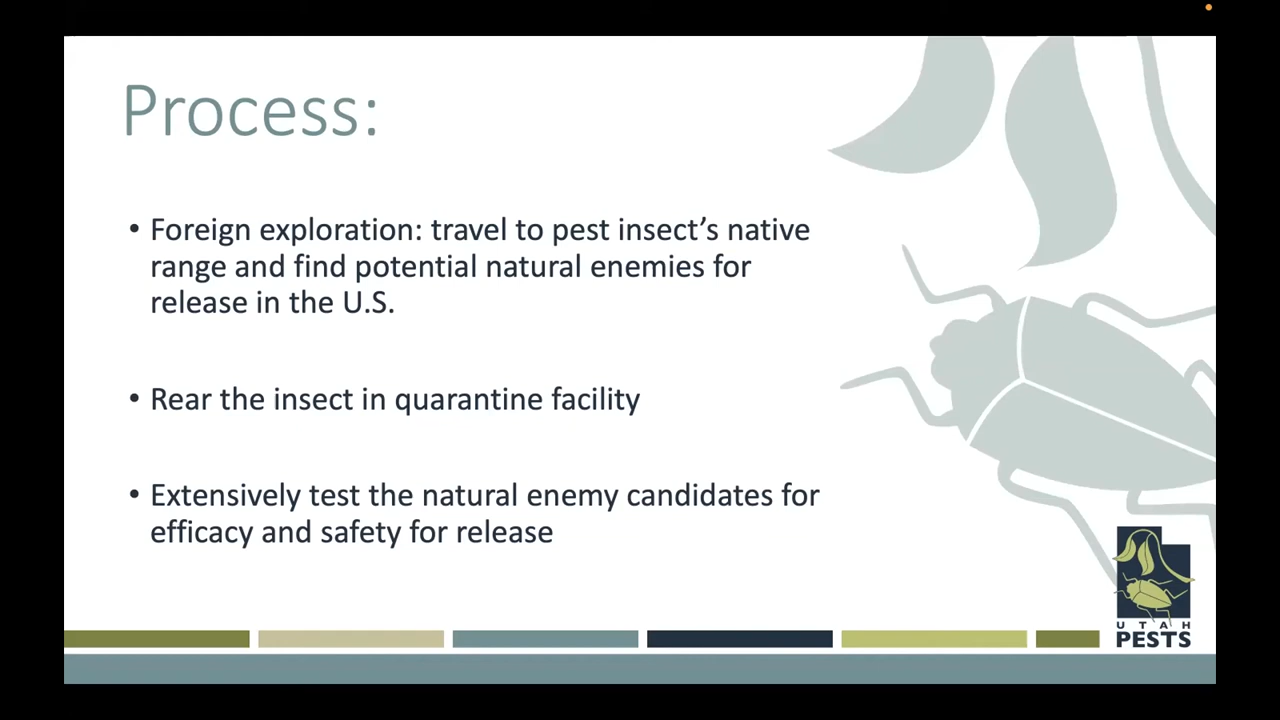 Process:
• Foreign exploration: travel to pest insect’s native
range and find potential natural enemies for
release in the U.S.
• Rear the insect in quarantine facility
• Extensively test the natural enemy candidates for
efficacy and safety for release
UTAH
PESTS